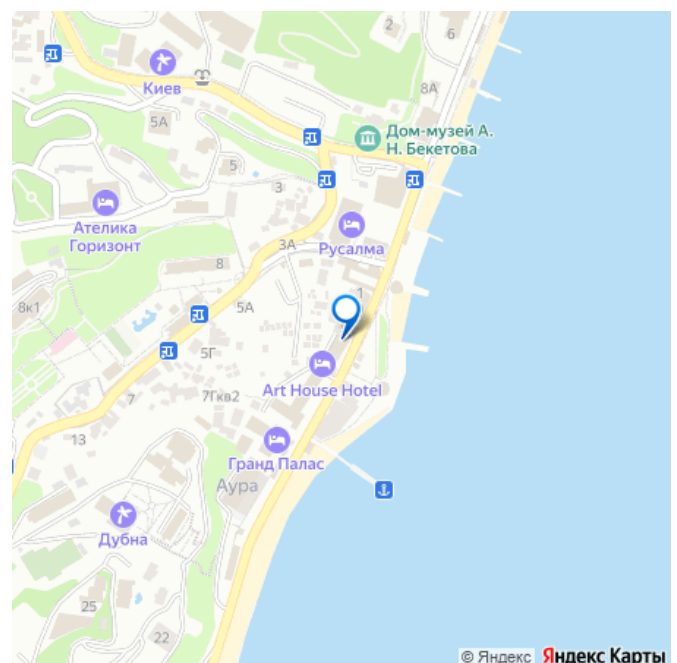 2
6
8А
Киев
5А
Дом-музей А.
Н. Бекетова
5
3
Ателика
Горизонт
Русалма
3А
8
1
8к1
5А
5Г
Art House Hotel
7Гкв2
7
13
Гранд Палас
Аура
Дубна
25
22
© Яндекс Яндекс Карты